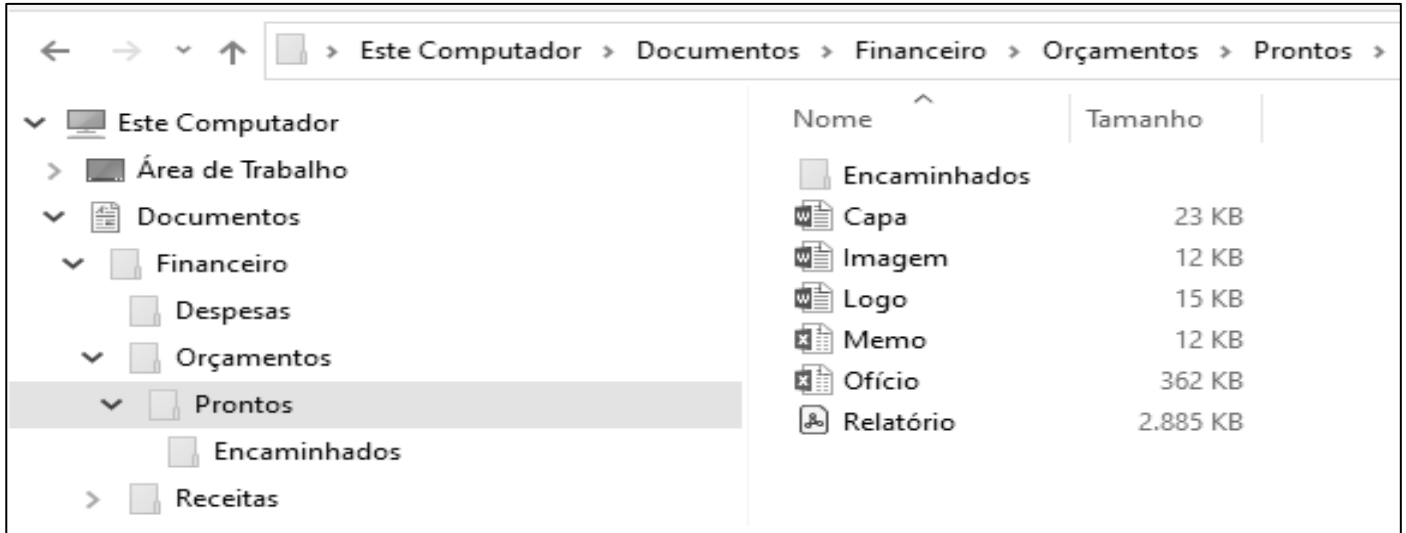 Este Computador > Documentos > Financeiro > Orçamentos > Prontos >
Este Computador
Área de Trabalho
Documentos
Financeiro
Despesas
Orçamentos
Prontos
Encaminhados
Receitas
Nome Tamanho
Encaminhados
Capa 23 KB
Imagem 12 KB
Logo 15 KB
Memo 12 KB
Ofício 362 KB
Relatório 2.885 KB